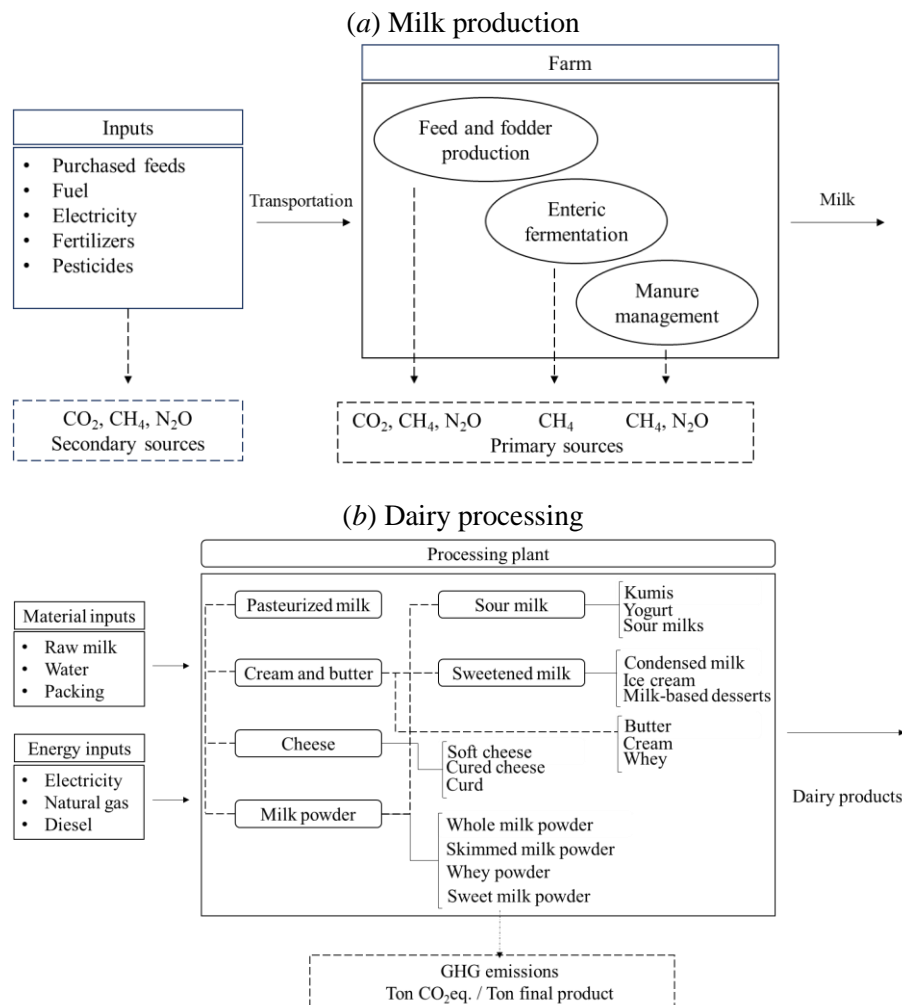 (a) Milk production
Farm
Inputs
• Purchased feeds
• Fuel
• Electricity
• Fertilizers
• Pesticides
Transportation
Feed and fodder
production
Enteric
fermentation
Manure
management
Milk
CO₂, CH₄, N₂O
Secondary sources
CO₂, CH₄, N₂O CH₄ CH₄, N₂O
Primary sources
(b) Dairy processing
Processing plant
Material inputs
• Raw milk
• Water
• Packing
Energy inputs
• Electricity
• Natural gas
• Diesel
Pasteurized milk
Cream and butter
Cheese
Milk powder
Sour milk
Sweetened milk
Kumis
Yogurt
Sour milks
Condensed milk
Ice cream
Milk-based desserts
Butter
Cream
Whey
Soft cheese
Cured cheese
Curd
Whole milk powder
Skimmed milk powder
Whey powder
Sweet milk powder
Dairy products
GHG emissions
Ton CO₂eq. / Ton final product